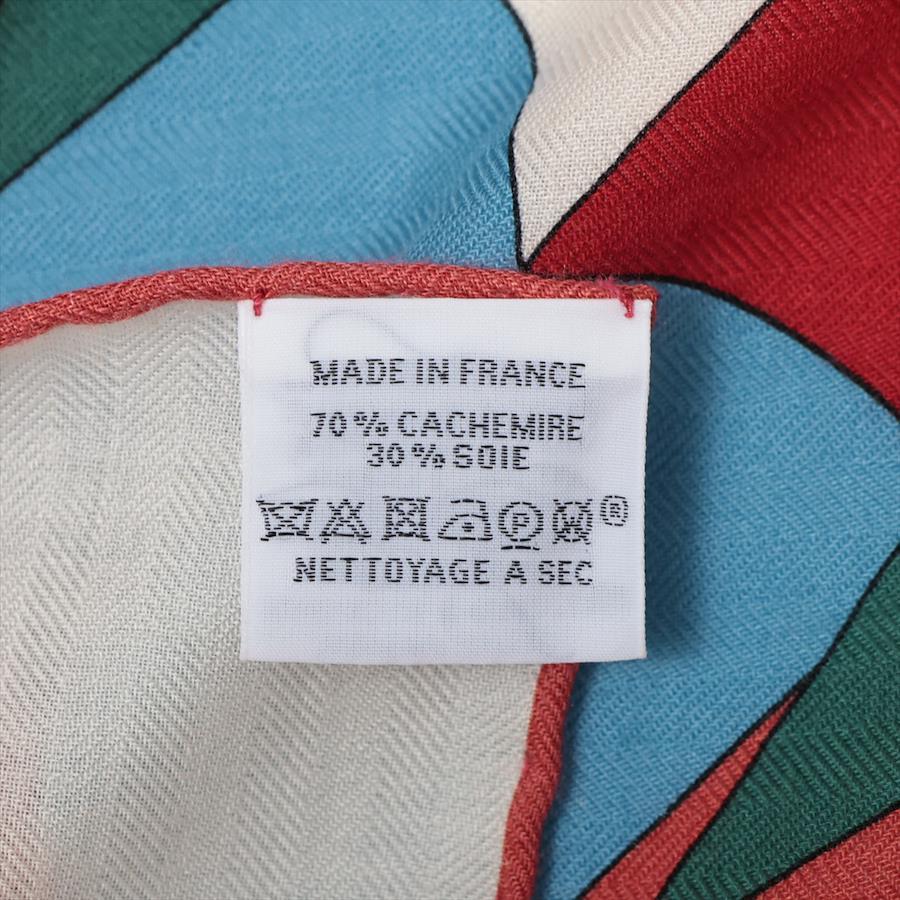 MADE IN FRANCE
70% CACHEMIRE
30% SOIE
P W ®
NETTOYAGE A SEC